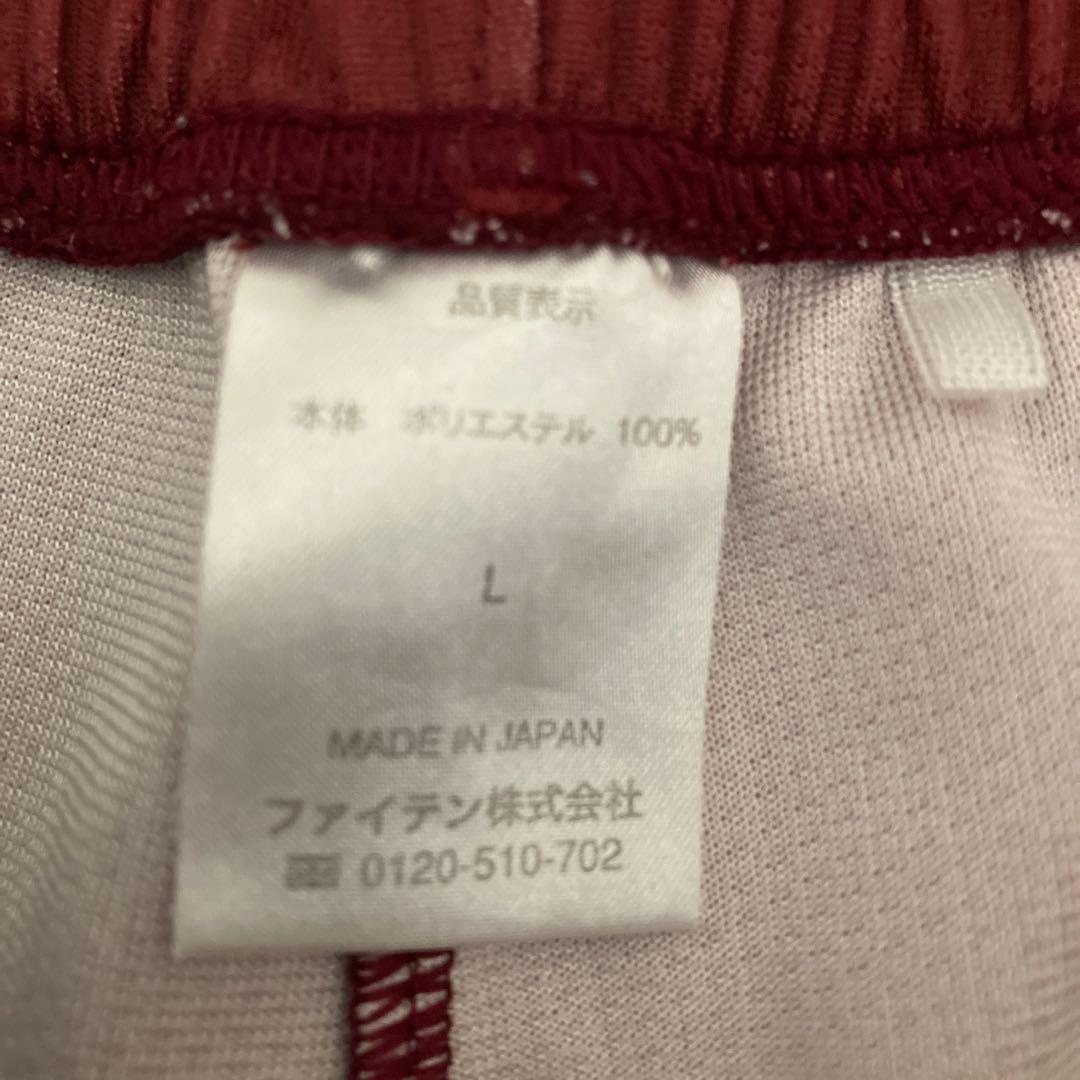 品質表示
本体 ポリエステル 100%
L
MADE IN JAPAN
ファイテン株式会社
0120-510-702